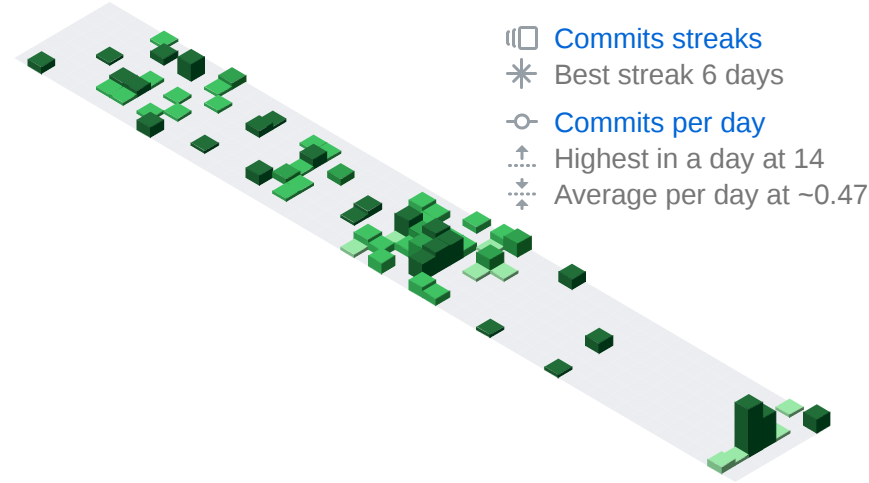 Commits streaks
Best streak 6 days
Commits per day
Highest in a day at 14
Average per day at ~0.47